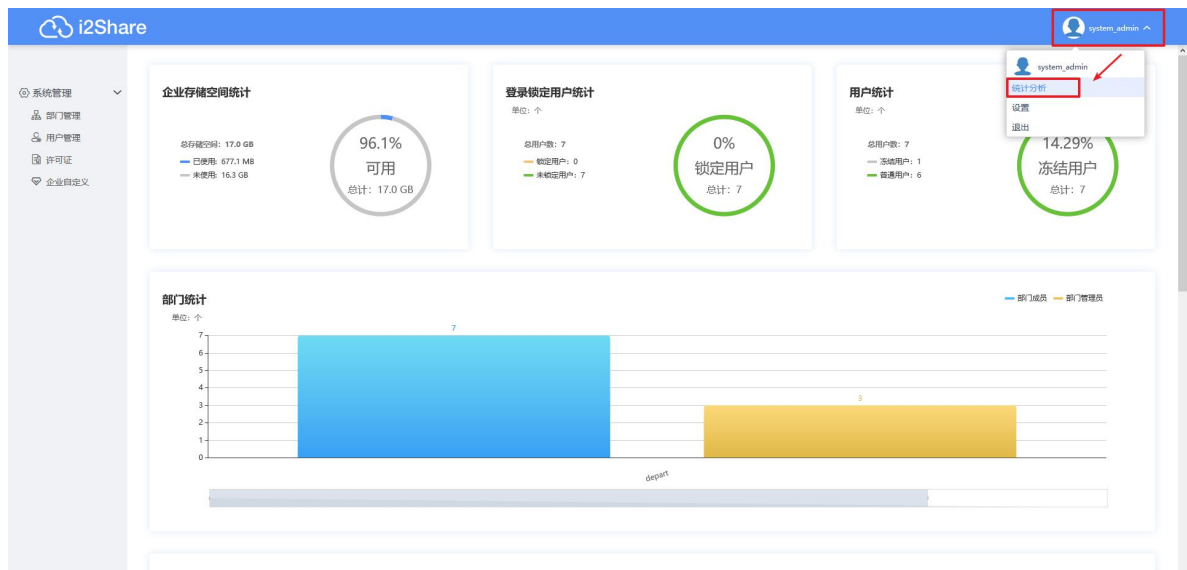 i2Share
system_admin
system_admin
统计分析
设置
退出
系统管理
部门管理
用户管理
许可证
企业自定义
企业存储空间统计
总存储空间: 17.0 GB
已使用: 677.1 MB
未使用: 16.3 GB
96.1%
可用
总计: 17.0 GB
登录锁定用户统计
单位: 个
总用户数: 7
锁定用户: 0
未锁定用户: 7
0%
锁定用户
总计: 7
用户统计
单位: 个
总用户数: 7
冻结用户: 1
普通用户: 6
14.29%
冻结用户
总计: 7
部门统计
单位: 个
部门成员 部门管理员
7
3
7
6
5
4
3
2
1
0
depart